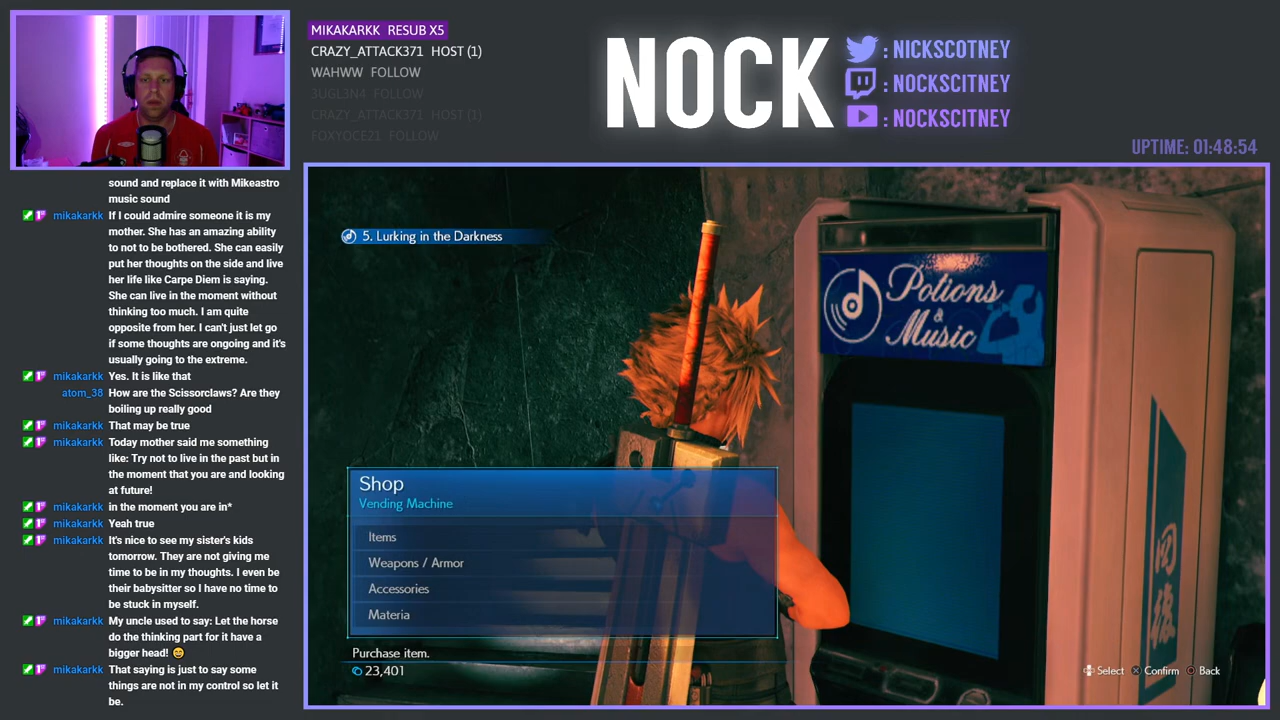 MIKAKARKK RESUB X5
CRAZY_ATTACK371 HOST (1)
WAHWW FOLLOW
3UGL3N4 FOLLOW
CRAZY_ATTACK371 HOST (1)
FOXYOCE21 FOLLOW
NOCK
: NICKSCOTNEY
: NOCKSCITNEY
: NOCKSCITNEY
UPTIME: 01:48:54
sound and replace it with Mikeastro
music sound
mikakarkk If I could admire someone it is my
mother. She has an amazing ability
to not to be bothered. She can easily
put her thoughts on the side and live
her life like Carpe Diem is saying.
She can live in the moment without
thinking too much. I am quite
opposite from her. I can't just let go
if some thoughts are ongoing and it's
usually going to the extreme.
mikakarkk Yes. It is like that
atom_38 How are the Scissorclaws? Are they
boiling up really good
mikakarkk That may be true
mikakarkk Today mother said me something
like: Try not to live in the past but in
the moment that you are and looking
at future!
mikakarkk in the moment you are in*
mikakarkk Yeah true
mikakarkk It's nice to see my sister's kids
tomorrow. They are not giving me
time to be in my thoughts. I even be
their babysitter so I have no time to
be stuck in myself.
mikakarkk My uncle used to say: Let the horse
do the thinking part for it have a
bigger head! 😄
mikakarkk That saying is just to say some
things are not in my control so let it
be.
5. Lurking in the Darkness
Potions
&
Music
Shop
Vending Machine
Items
Weapons / Armor
Accessories
Materia
Purchase item.
23,401
Select Confirm Back